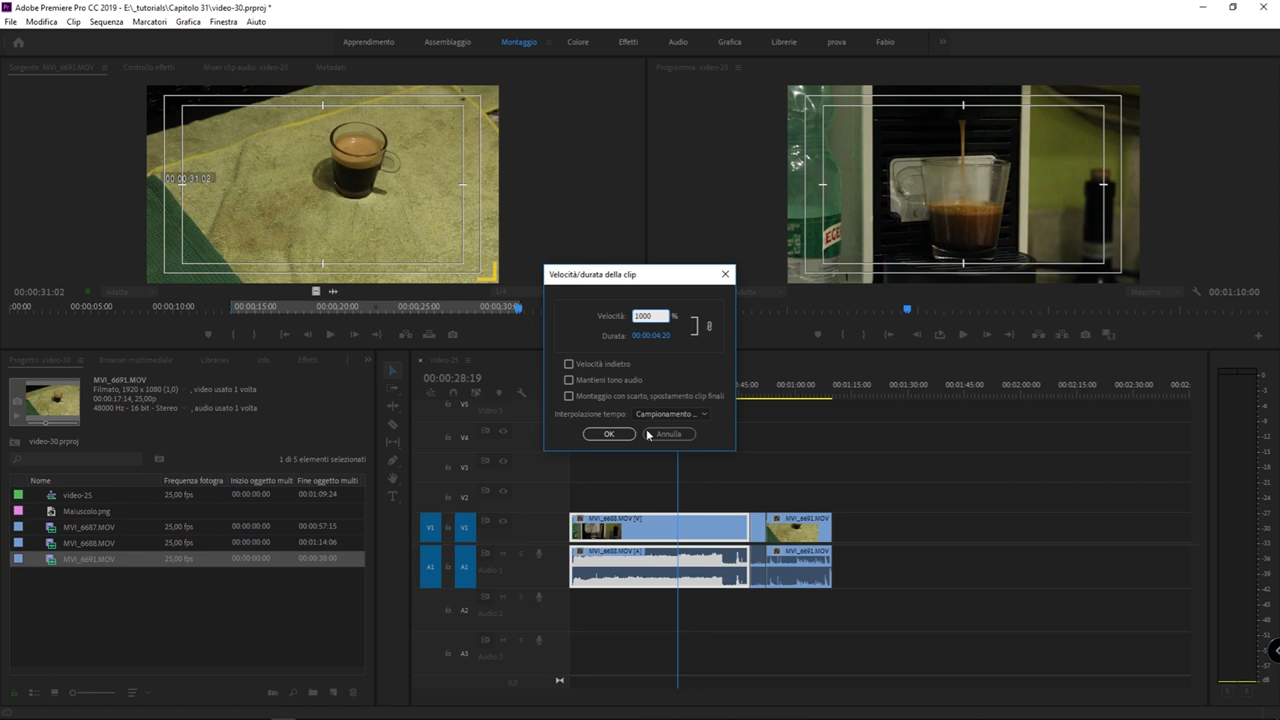 Adobe Premiere Pro CC 2019 - E:\_tutorials\Capitolo 31\video-30.prproj *
File Modifica Clip Sequenza Marcatori Grafica Finestra Aiuto
Apprendimento Assemblaggio Montaggio Colore Effetti Audio Grafica Librerie prova Fabio
Sorgente: MVI_6691.MOV Controllo effetti Mixer clip audio: video-25 Metadati
Programma: video-25
00:00:31:02
00:00:31:02 Adatta 1/4
Adatta Massima 00:01:10:00
:00:00 00:00:05:00 00:00:10:00 00:00:15:00 00:00:20:00 00:00:25:00 00:00:30:0
Velocità/durata della clip
Velocità: 1000 %
Durata: 00:00:04:20
Velocità indietro
Mantieni tono audio
Montaggio con scarto, spostamento clip finali
Interpolazione tempo: Campionamento ...
OK Annulla
Progetto: video-30 Browser multimediale Libraries Info Effetti
MVI_6691.MOV
Filmato, 1920 x 1080 (1,0) , video usato 1 volta
00:00:17:14, 25,00p
48000 Hz - 16 bit - Stereo , audio usato 1 volta
video-30.prproj
1 di 5 elementi selezionati
Nome Frequenza fotogra Inizio oggetto mult Fine oggetto multi
video-25 25,00 fps 00:00:00:00 00:01:09:24
Maiuscolo.png
MVI_6687.MOV 25,00 fps 00:00:00:00 00:00:57:15
MVI_6688.MOV 25,00 fps 00:00:00:00 00:01:14:06
MVI_6691.MOV 25,00 fps 00:00:00:00 00:00:38:00
video-25
00:00:28:19
:45:00 00:01:00:00 00:01:15:00 00:01:30:00 00:01:45:00 00:02:00:00 00:02:
V5 Video 5
V4
V3
V2
V1 V1 MVI_6688.MOV [V] MVI_6691.MOV
A1 A1 Audio 1 M S MVI_6688.MOV [A] MVI_6691.MOV
A2 M S Audio 2
A3 M S Audio 3
0,0
0
-57
dB
S S